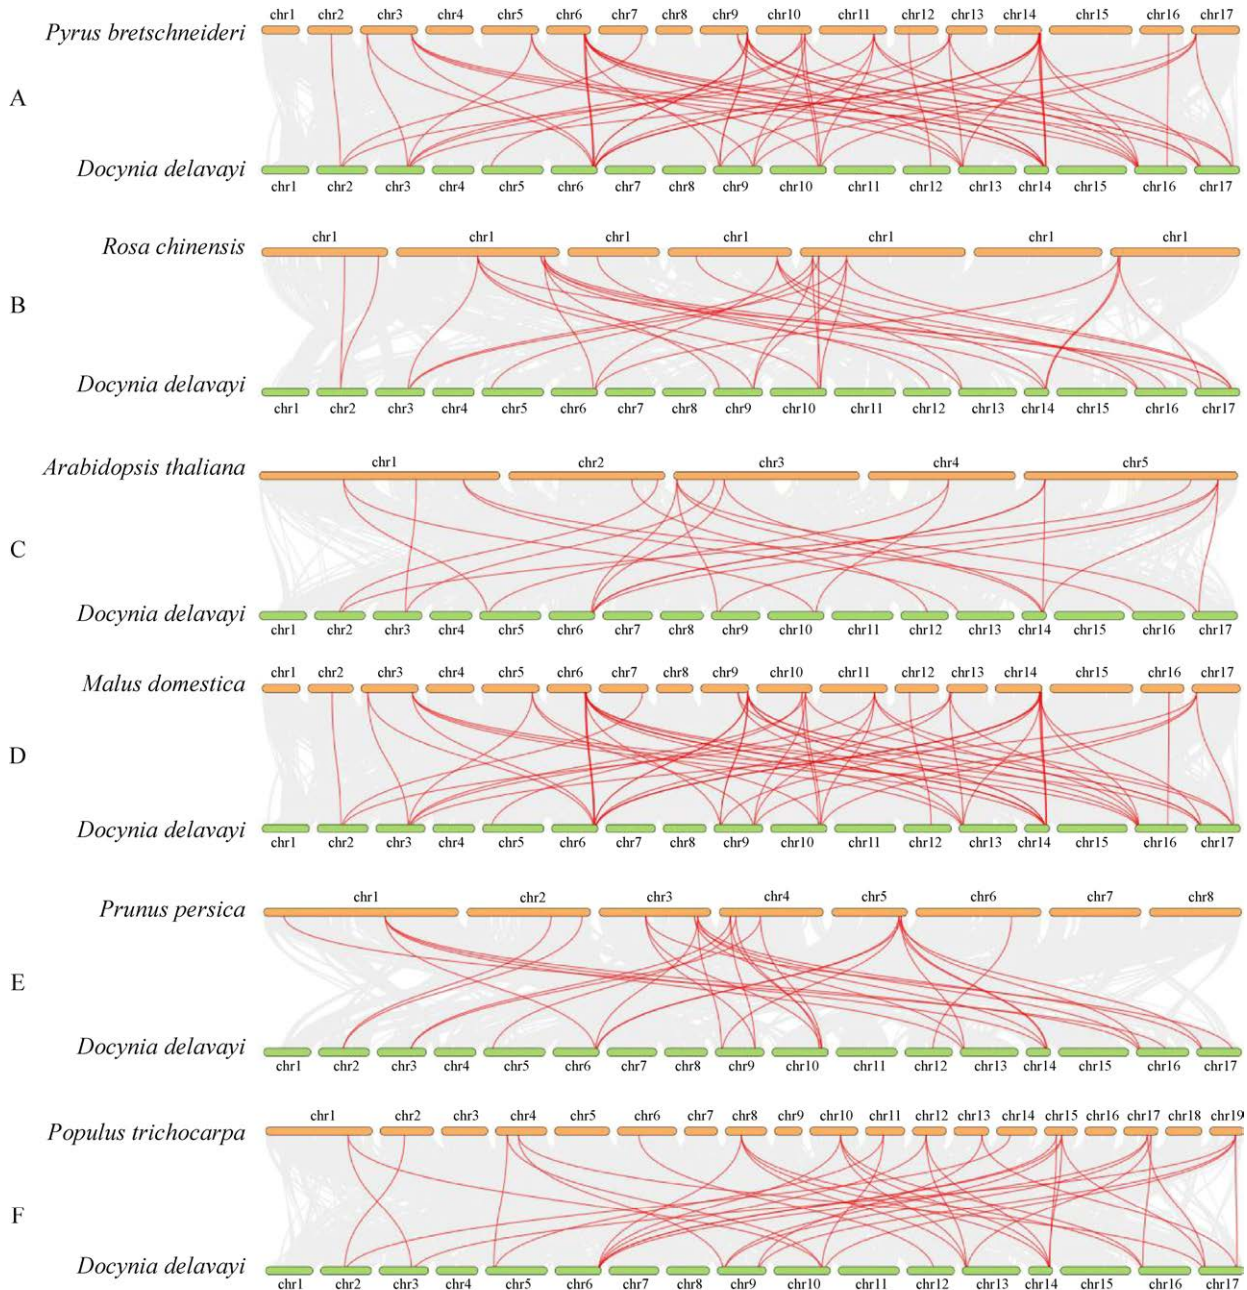 chr1 chr2 chr3 chr4 chr5 chr6 chr7 chr8 chr9 chr10 chr11 chr12 chr13 chr14 chr15 chr16 chr17
Pyrus bretschneideri
A
Docynia delavayi
chr1 chr2 chr3 chr4 chr5 chr6 chr7 chr8 chr9 chr10 chr11 chr12 chr13 chr14 chr15 chr16 chr17
chr1 chr1 chr1 chr1 chr1 chr1 chr1
Rosa chinensis
B
Docynia delavayi
chr1 chr2 chr3 chr4 chr5 chr6 chr7 chr8 chr9 chr10 chr11 chr12 chr13 chr14 chr15 chr16 chr17
chr1 chr2 chr3 chr4 chr5
Arabidopsis thaliana
C
Docynia delavayi
chr1 chr2 chr3 chr4 chr5 chr6 chr7 chr8 chr9 chr10 chr11 chr12 chr13 chr14 chr15 chr16 chr17
chr1 chr2 chr3 chr4 chr5 chr6 chr7 chr8 chr9 chr10 chr11 chr12 chr13 chr14 chr15 chr16 chr17
Malus domestica
D
Docynia delavayi
chr1 chr2 chr3 chr4 chr5 chr6 chr7 chr8 chr9 chr10 chr11 chr12 chr13 chr14 chr15 chr16 chr17
chr1 chr2 chr3 chr4 chr5 chr6 chr7 chr8
Prunus persica
E
Docynia delavayi
chr1 chr2 chr3 chr4 chr5 chr6 chr7 chr8 chr9 chr10 chr11 chr12 chr13 chr14 chr15 chr16 chr17
chr1 chr2 chr3 chr4 chr5 chr6 chr7 chr8 chr9 chr10 chr11 chr12 chr13 chr14 chr15 chr16 chr17 chr18 chr19
Populus trichocarpa
F
Docynia delavayi
chr1 chr2 chr3 chr4 chr5 chr6 chr7 chr8 chr9 chr10 chr11 chr12 chr13 chr14 chr15 chr16 chr17